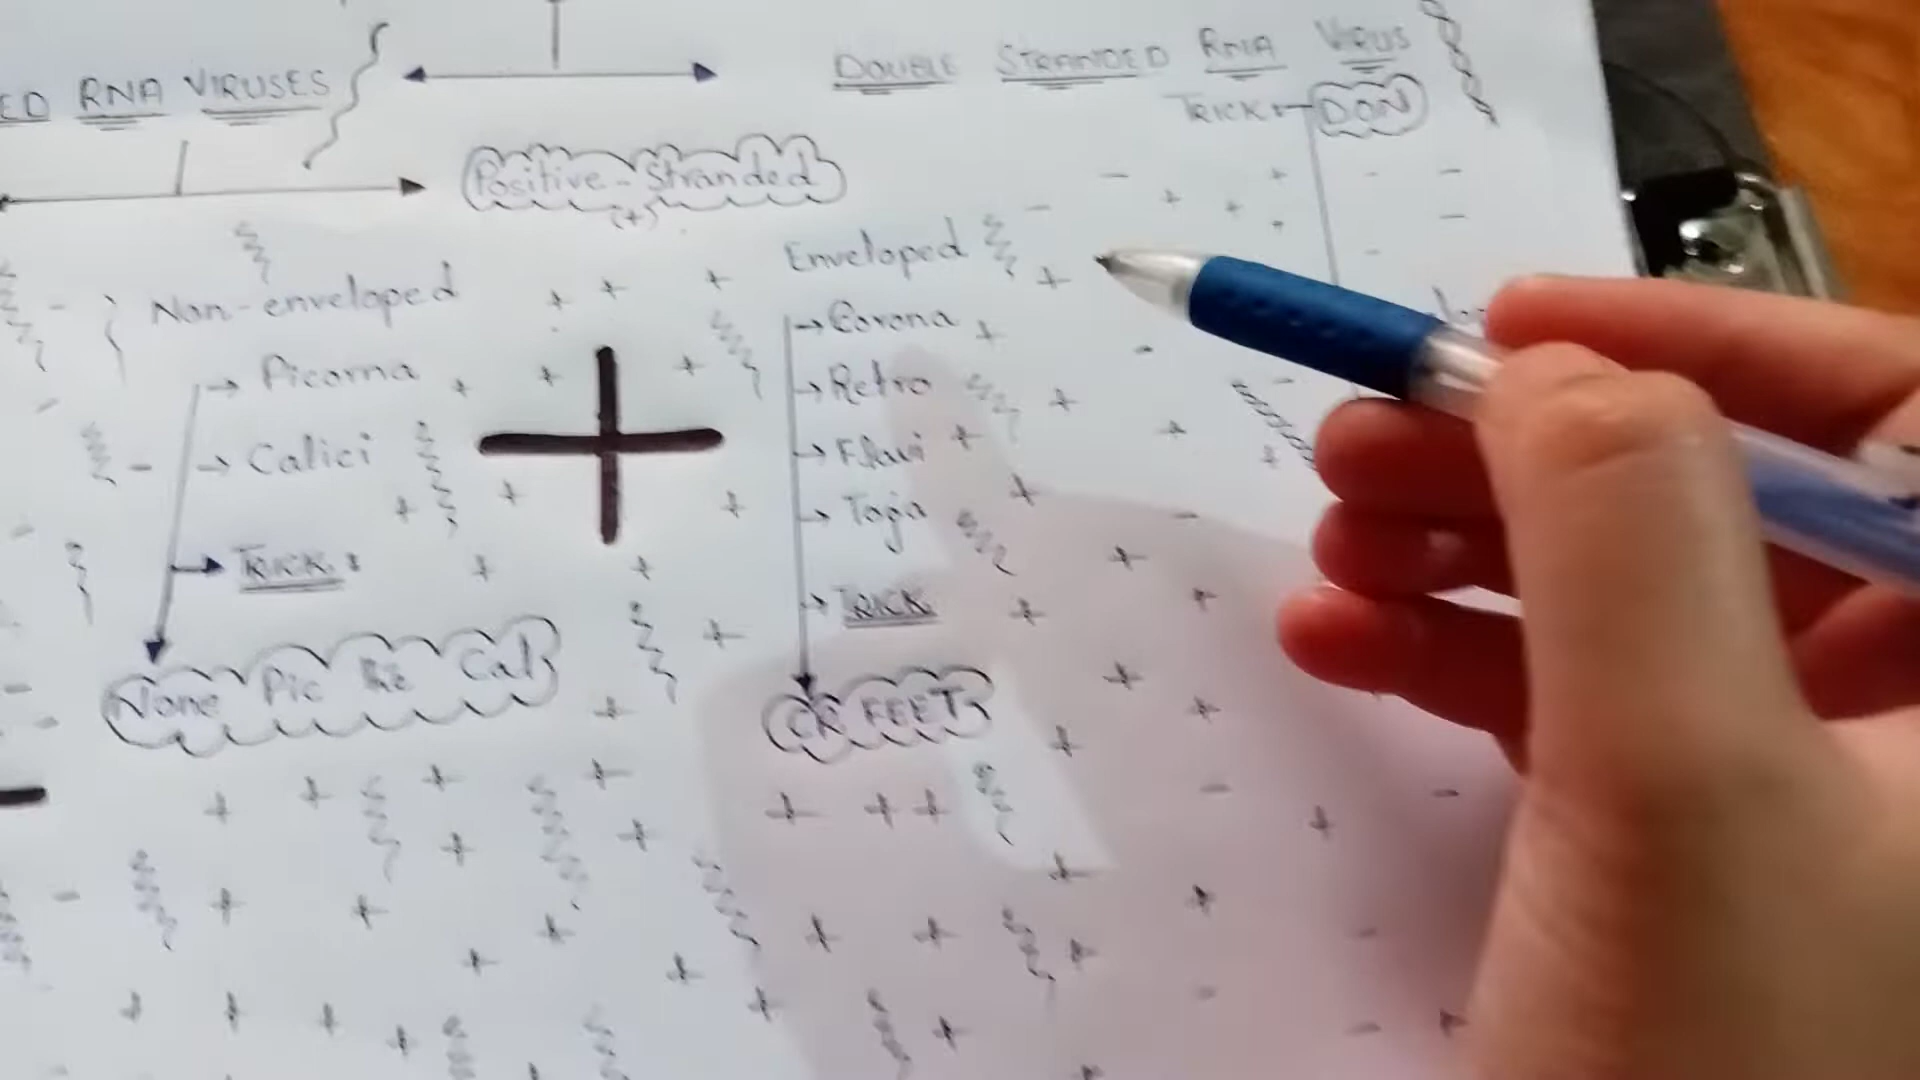 ED RNA VIRUSES
DOUBLE STRANDED RNA VIRUS
TRICK:- DON
Positive-Stranded
(+)
Non-enveloped
→ Picorna
→ Calici
→ TRICK:
None Pic the Cal
Enveloped
→ Corona
→ Retro
→ Flavi
→ Toga
→ TRICK
CR FEET